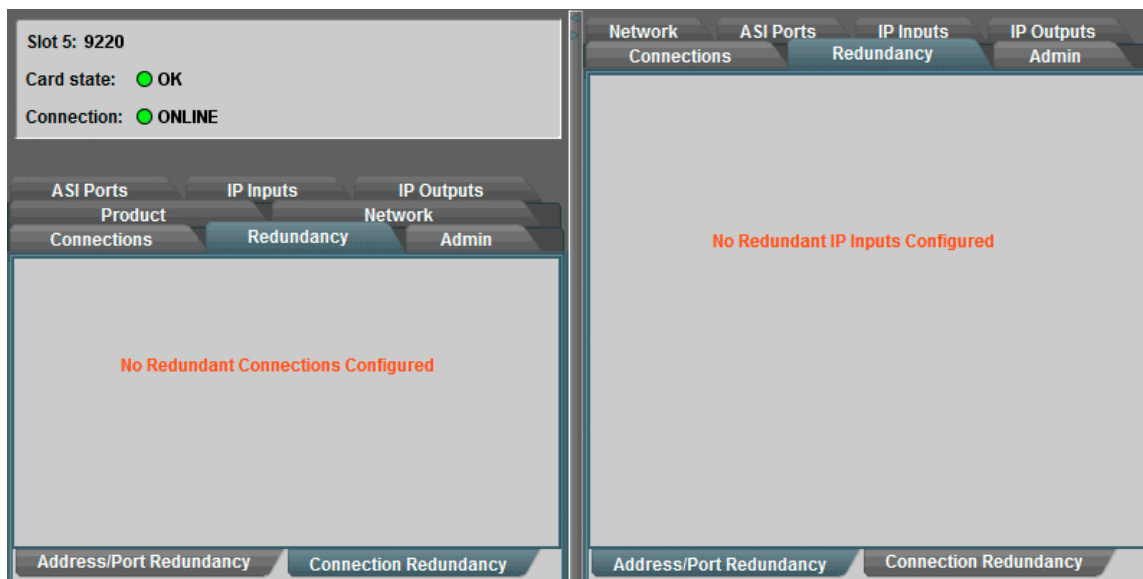 Slot 5: 9220
Card state: OK
Connection: ONLINE
ASI Ports IP Inputs IP Outputs
Product Network
Connections Redundancy Admin
No Redundant Connections Configured
Address/Port Redundancy Connection Redundancy
Network ASI Ports IP Inputs IP Outputs
Connections Redundancy Admin
No Redundant IP Inputs Configured
Address/Port Redundancy Connection Redundancy